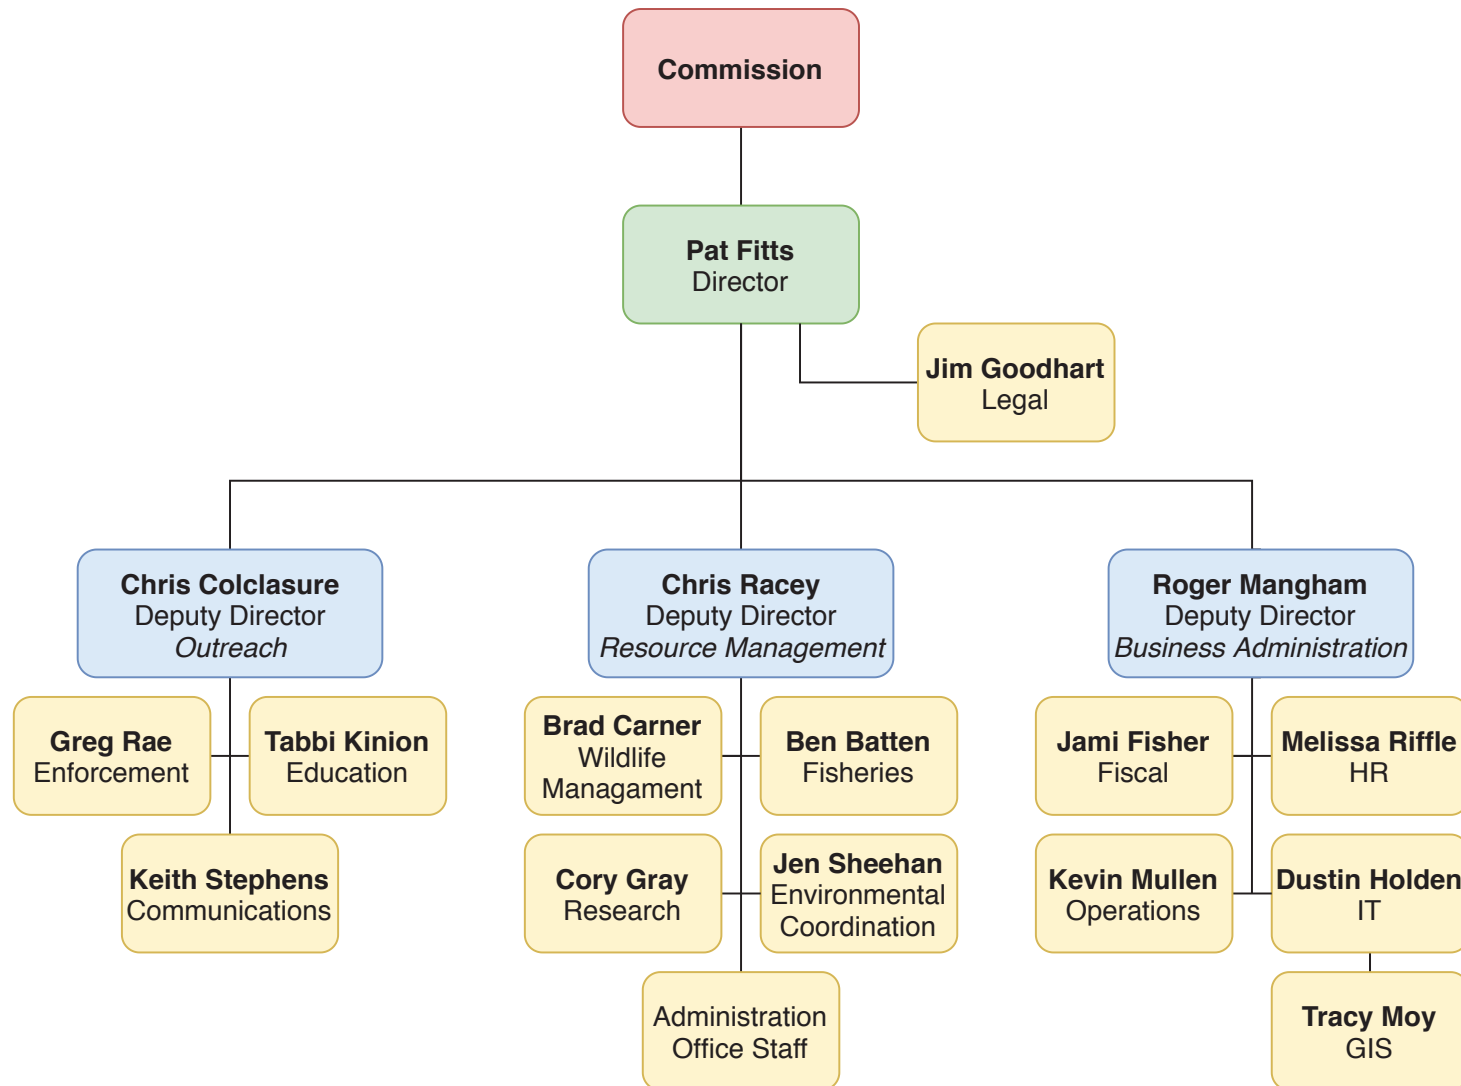 Commission
Pat Fitts
Director
Jim Goodhart
Legal
Chris Colclasure
Deputy Director
Outreach
Chris Racey
Deputy Director
Resource Management
Roger Mangham
Deputy Director
Business Administration
Greg Rae
Enforcement
Tabbi Kinion
Education
Keith Stephens
Communications
Brad Carner
Wildlife
Managament
Ben Batten
Fisheries
Cory Gray
Research
Jen Sheehan
Environmental
Coordination
Administration
Office Staff
Jami Fisher
Fiscal
Melissa Riffle
HR
Kevin Mullen
Operations
Dustin Holden
IT
Tracy Moy
GIS